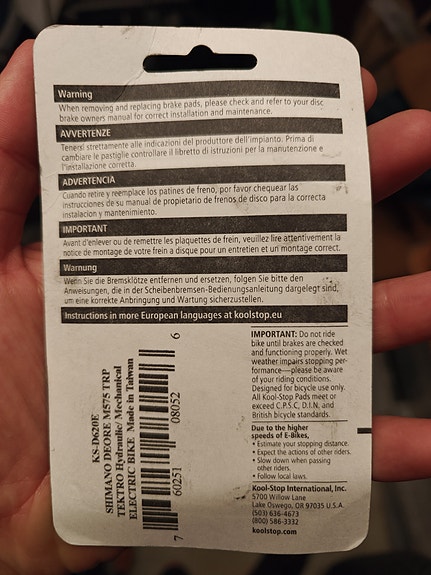 Warning
When removing and replacing brake pads, please check and refer to your disc
brake owners manual for correct installation and maintenance.
AVVERTENZE
Tenersi strettamente alle indicazioni del produttore dell'impianto. Prima di
cambiare le pastiglie controllare il libretto di istruzioni per la manutenzione e
l'installazione corretta.
ADVERTENCIA
Cuando retire y reemplace los patines de freno, por favor chequear las
instrucciones de su manual de propietario de frenos de disco para la correcta
instalacion y mantenimiento.
IMPORTANT
Avant d'enlever ou de remettre les plaquettes de frein, veuillez lire attentivement la
notice de montage de votre frein a disque pour un entretien et un montage correct.
Warnung
Wenn Sie die Bremsklötze entfernen und ersetzen, folgen Sie bitte den
Anweisungen, die in der Scheibenbremsen-Bedienungsanleitung dargelegt sind,
um eine korrekte Anbringung und Wartung sicherzustellen.
Instructions in more European languages at koolstop.eu
KS-D620E
SHIMANO DEORE M575 TRP
TEKTRO Hydraulic/ Mechanical
ELECTRIC BIKE Made in Taiwan
7 60251 08052 6
IMPORTANT: Do not ride
bike until brakes are checked
and functioning properly. Wet
weather impairs stopping per-
formance—please be aware
of your riding conditions.
Designed for bicycle use only.
All Kool-Stop Pads meet or
exceed C.P.S.C, D.I.N. and
British bicycle standards.
Due to the higher
speeds of E-Bikes,
• Estimate your stopping distance.
• Expect the actions of other riders.
• Slow down when passing
other riders.
• Follow local laws.
Kool-Stop International, Inc.
5700 Willow Lane
Lake Oswego, OR 97035 U.S.A.
(503) 636-4673
(800) 586-3332
koolstop.com